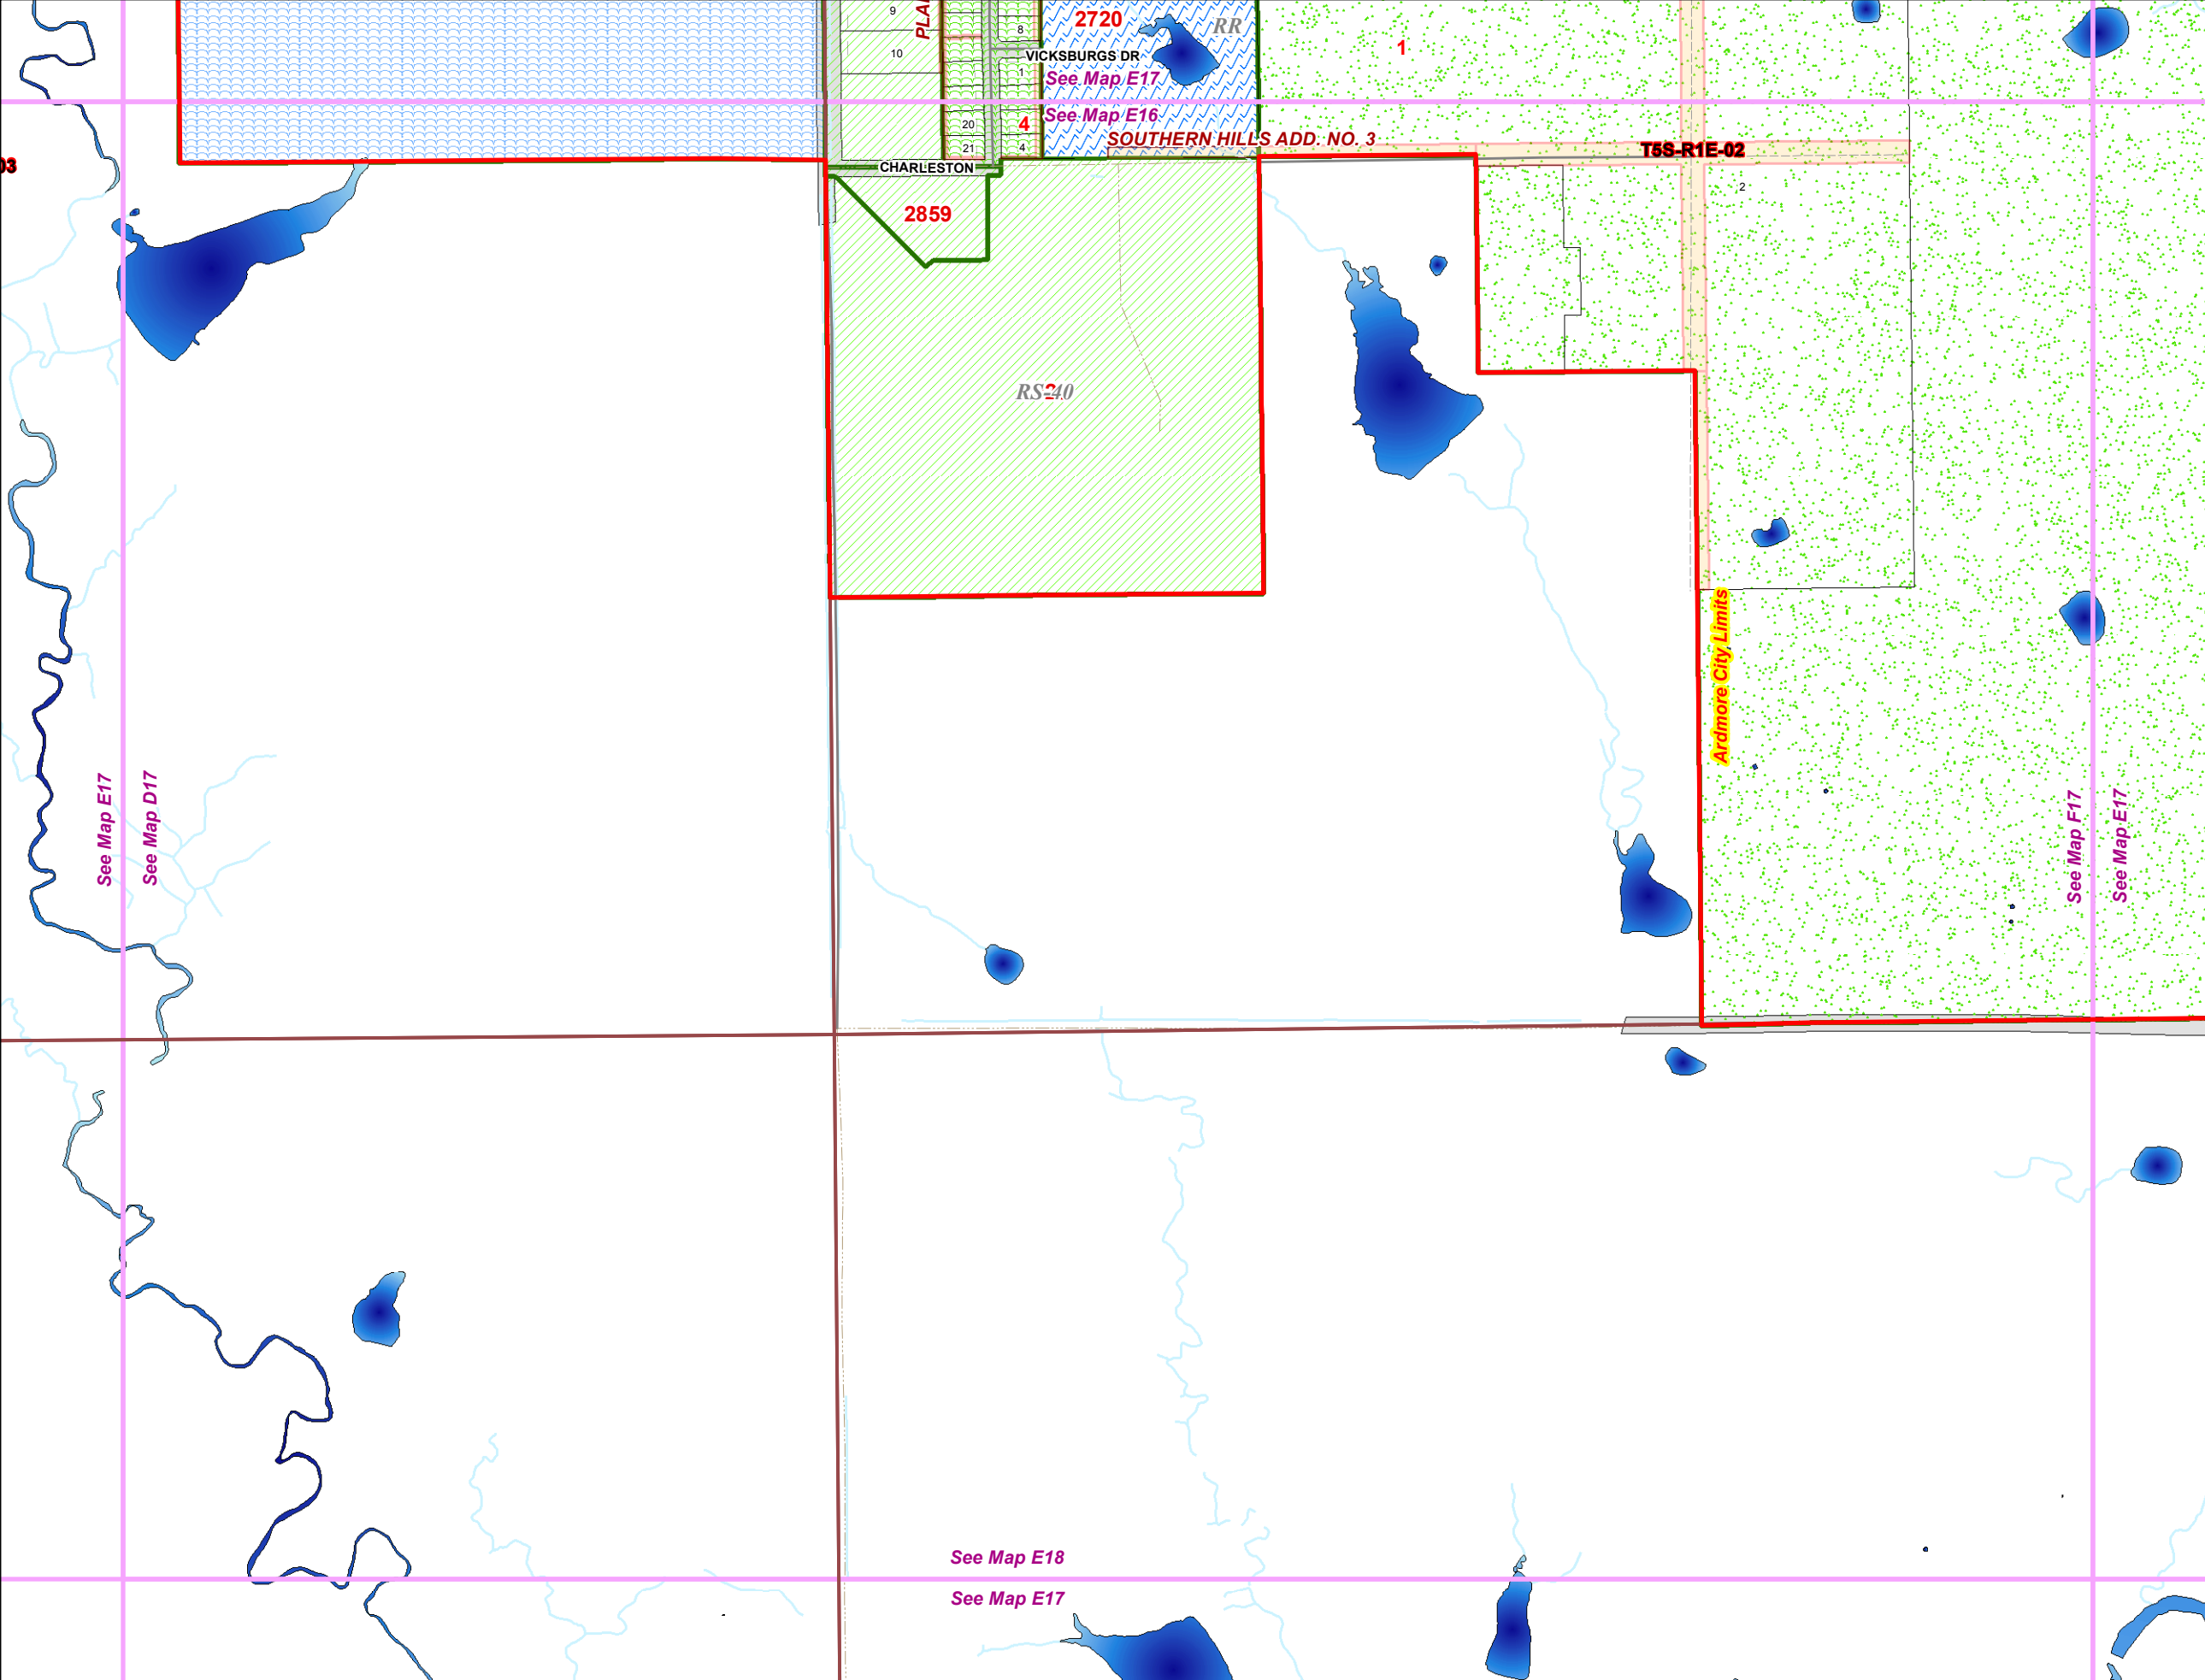 9
PLA
8
2720
RR
1
10
VICKSBURGS DR
1
See Map E17
See Map E16
20
4
SOUTHERN HILLS ADD. NO. 3
21
4
T5S-R1E-02
03
CHARLESTON
2
2859
RS-40
Ardmore City Limits
See Map E17
See Map D17
See Map F17
See Map E17
See Map E18
See Map E17